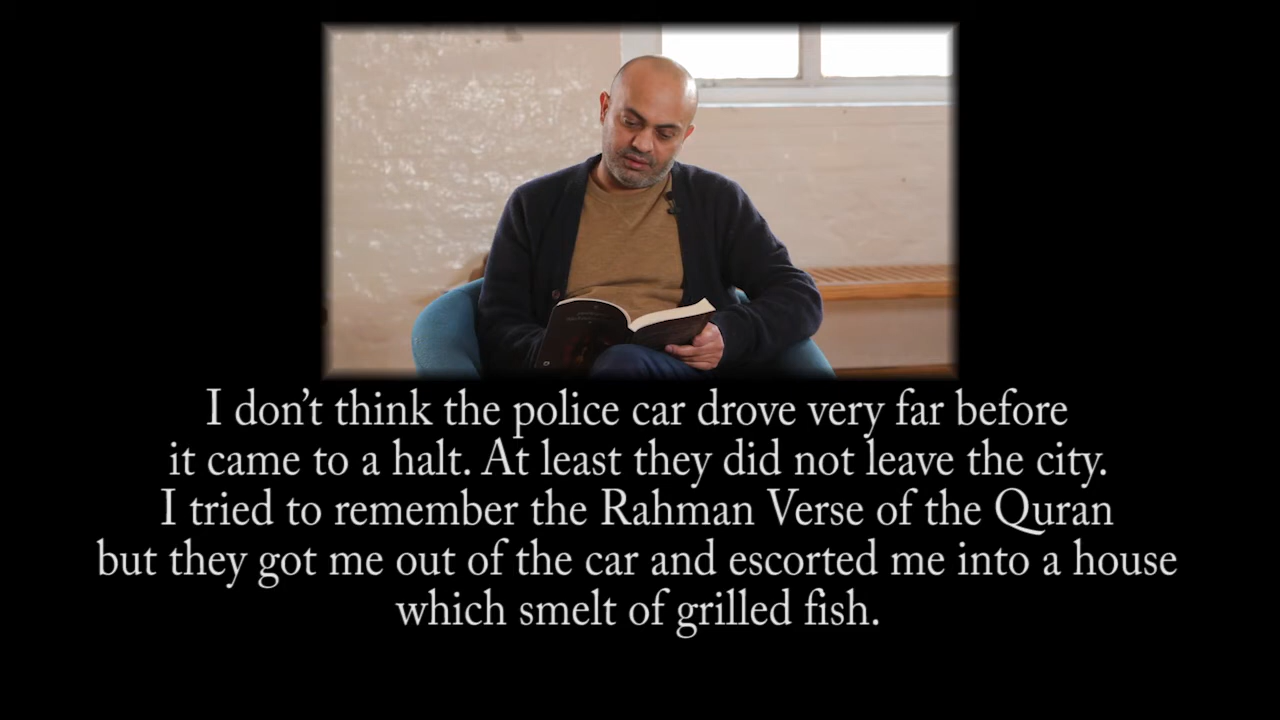 I don’t think the police car drove very far before
it came to a halt. At least they did not leave the city.
I tried to remember the Rahman Verse of the Quran
but they got me out of the car and escorted me into a house
which smelt of grilled fish.